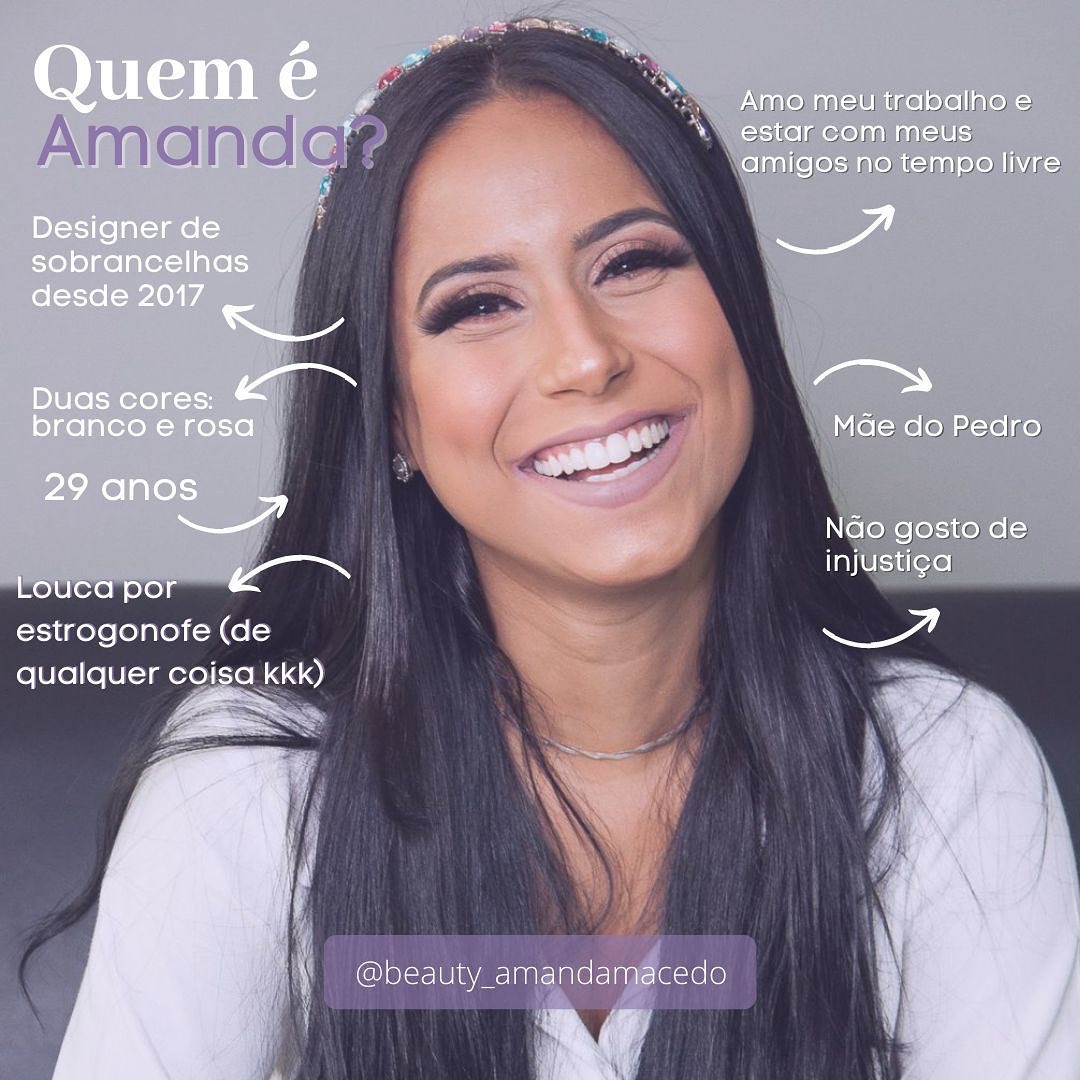 Quem é
Amanda?
Designer de
sobrancelhas
desde 2017
Duas cores:
branco e rosa
29 anos
Louca por
estrogonofe (de
qualquer coisa kkk)
Amo meu trabalho e
estar com meus
amigos no tempo livre
Mãe do Pedro
Não gosto de
injustiça
@beauty_amandamacedo